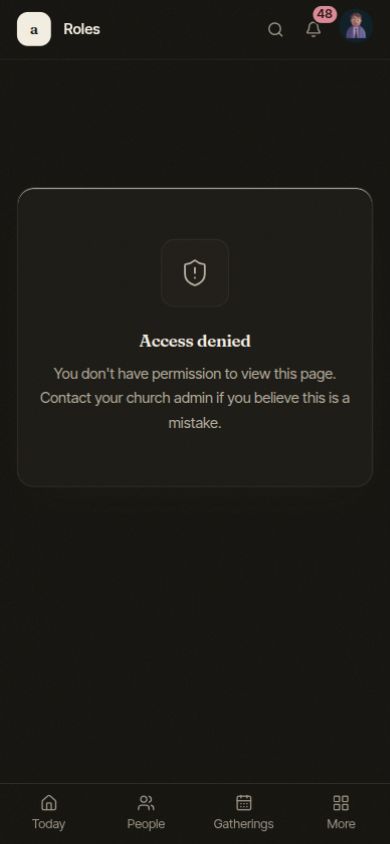 a
Roles
48
Access denied
You don't have permission to view this page.
Contact your church admin if you believe this is a
mistake.
Today
People
Gatherings
More